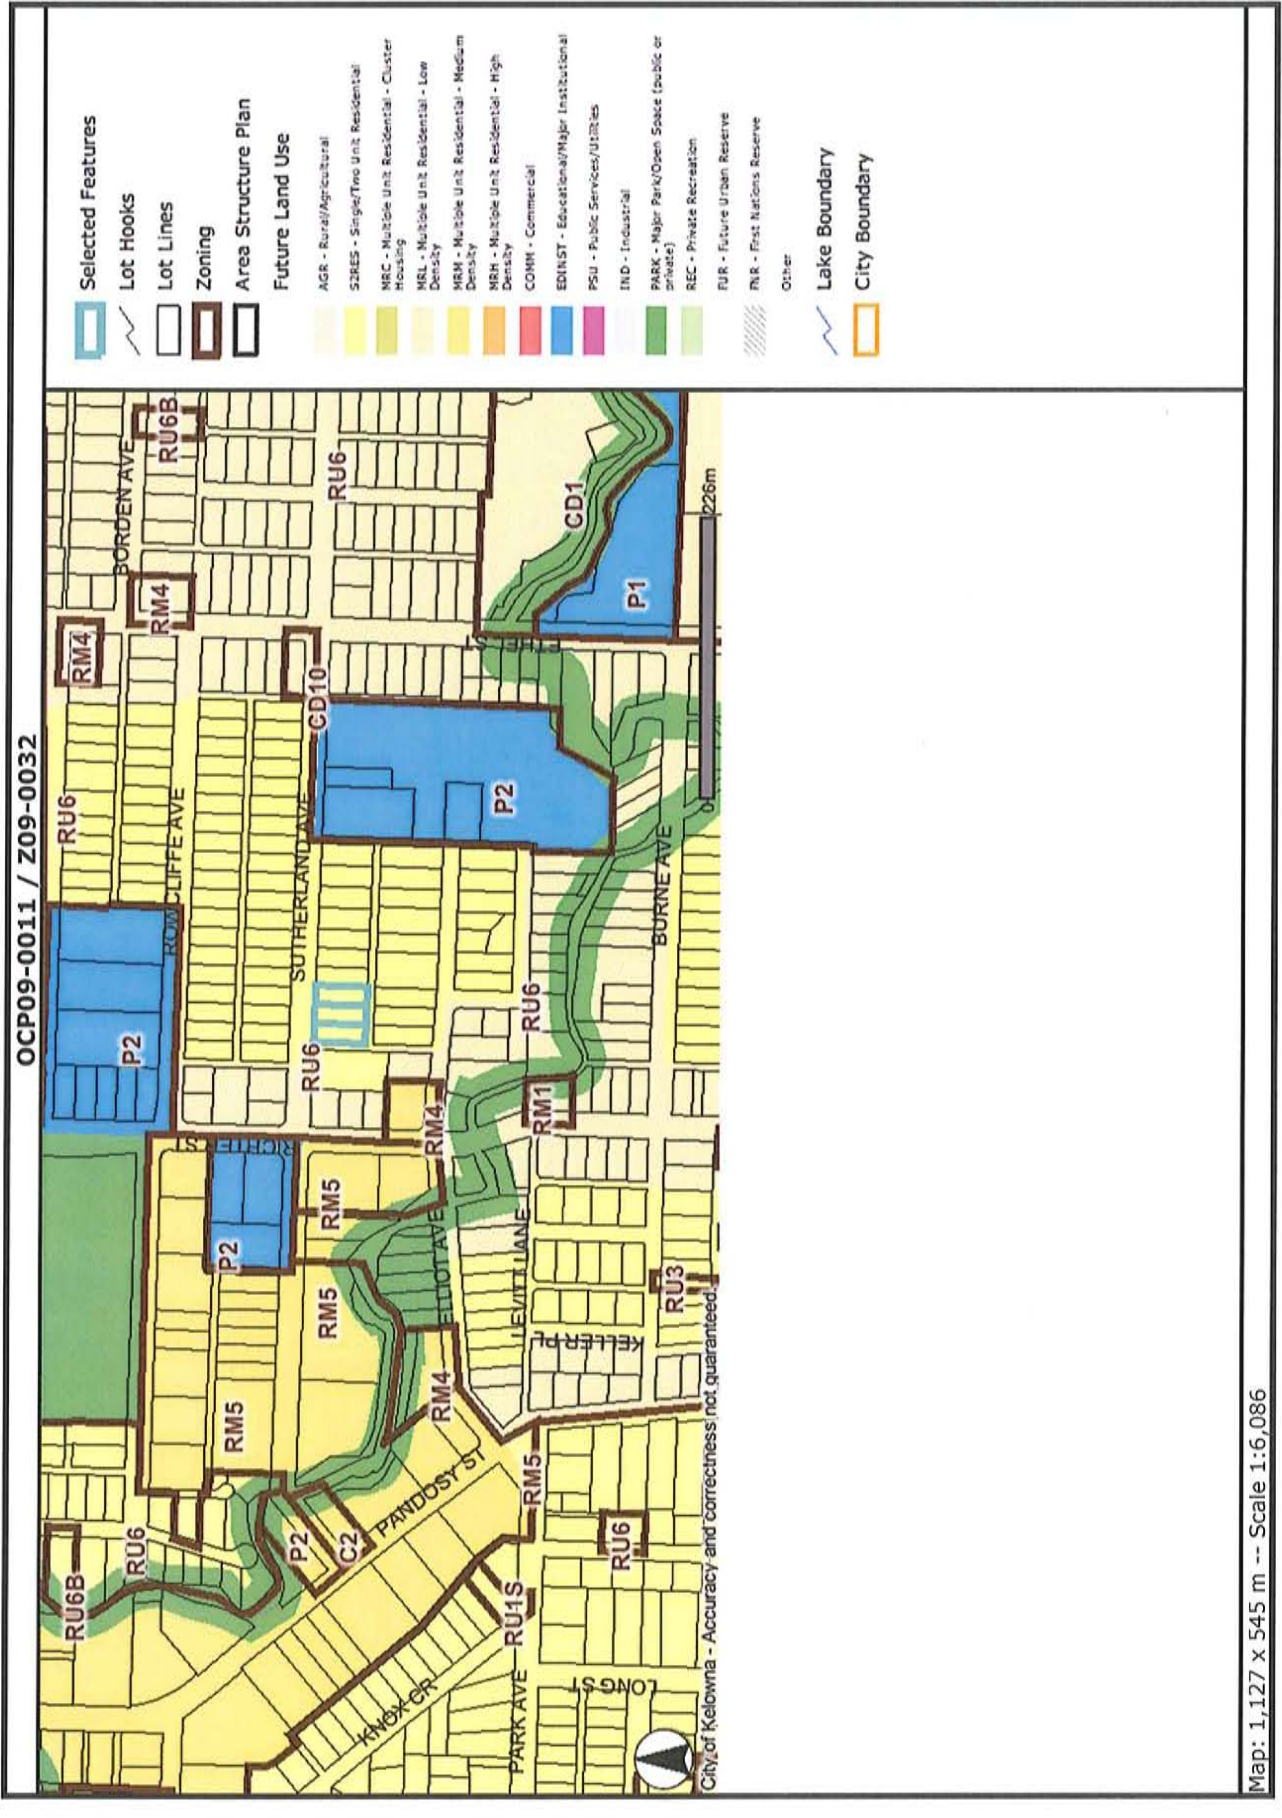 OCP09-0011 / Z09-0032
Selected Features
Lot Hooks
Lot Lines
Zoning
Area Structure Plan
Future Land Use
AGR - Rural/Agricultural
S2RES - Single/Two Unit Residential
MRC - Multiple Unit Residential - Cluster
Housing
MRL - Multiple Unit Residential - Low
Density
MRM - Multiple Unit Residential - Medium
Density
MRH - Multiple Unit Residential - High
Density
COMM - Commercial
EDINST - Educational/Major Institutional
PSU - Public Services/Utilities
IND - Industrial
PARK - Major Park/Open Space (public or
private)
REC - Private Recreation
FUR - Future Urban Reserve
FNR - First Nations Reserve
Other
Lake Boundary
City Boundary
RU6B
RU6
P2
RU6
RM4
BORDEN AVE
RU6B
RM4
ROWCLIFFE AVE
RM5
P2
SUTHERLAND AVE
RU6
CD10
RU6
P2
C2
RM5
RM5
PANDOSY ST
RM4
ELLIOT AVE
RM4
P2
CD1
KNOX CR
RU1S
PARK AVE
RM5
LEVITT LANE
RM1
RU6
P1
LONG ST
RU6
KELLER PL
RU3
BURNE AVE
0
226m
City of Kelowna - Accuracy and correctness not guaranteed.
Map: 1,127 x 545 m -- Scale 1:6,086